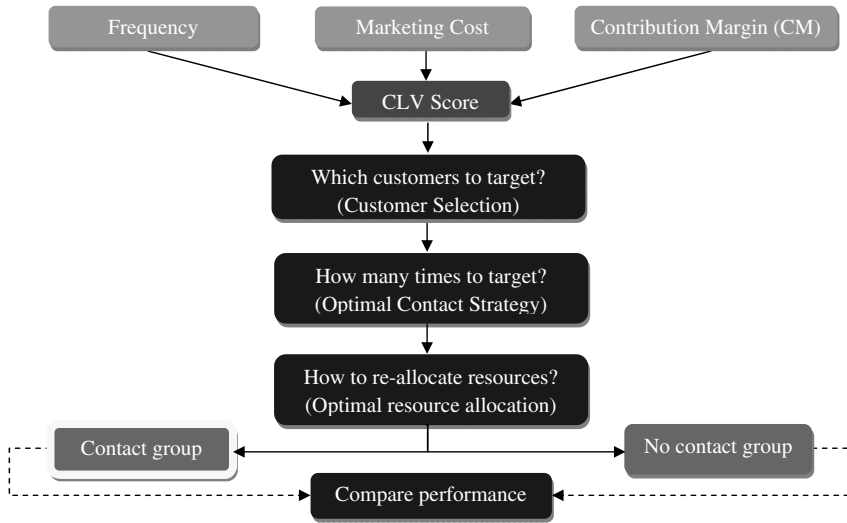 Frequency
Marketing Cost
Contribution Margin (CM)
CLV Score
Which customers to target?
(Customer Selection)
How many times to target?
(Optimal Contact Strategy)
How to re-allocate resources?
(Optimal resource allocation)
Contact group
No contact group
Compare performance